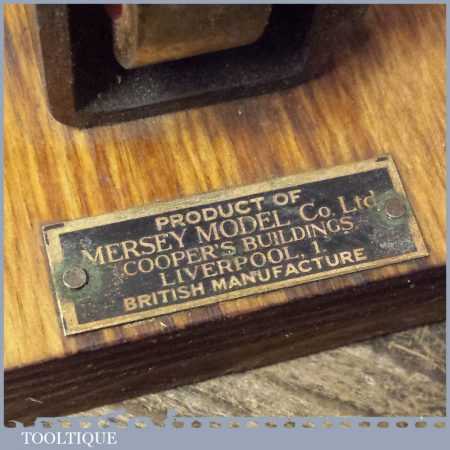 PRODUCT OF
MERSEY MODEL Co. Ltd
COOPER'S BUILDINGS
LIVERPOOL, 1.
BRITISH MANUFACTURE
TOOLTIQUE